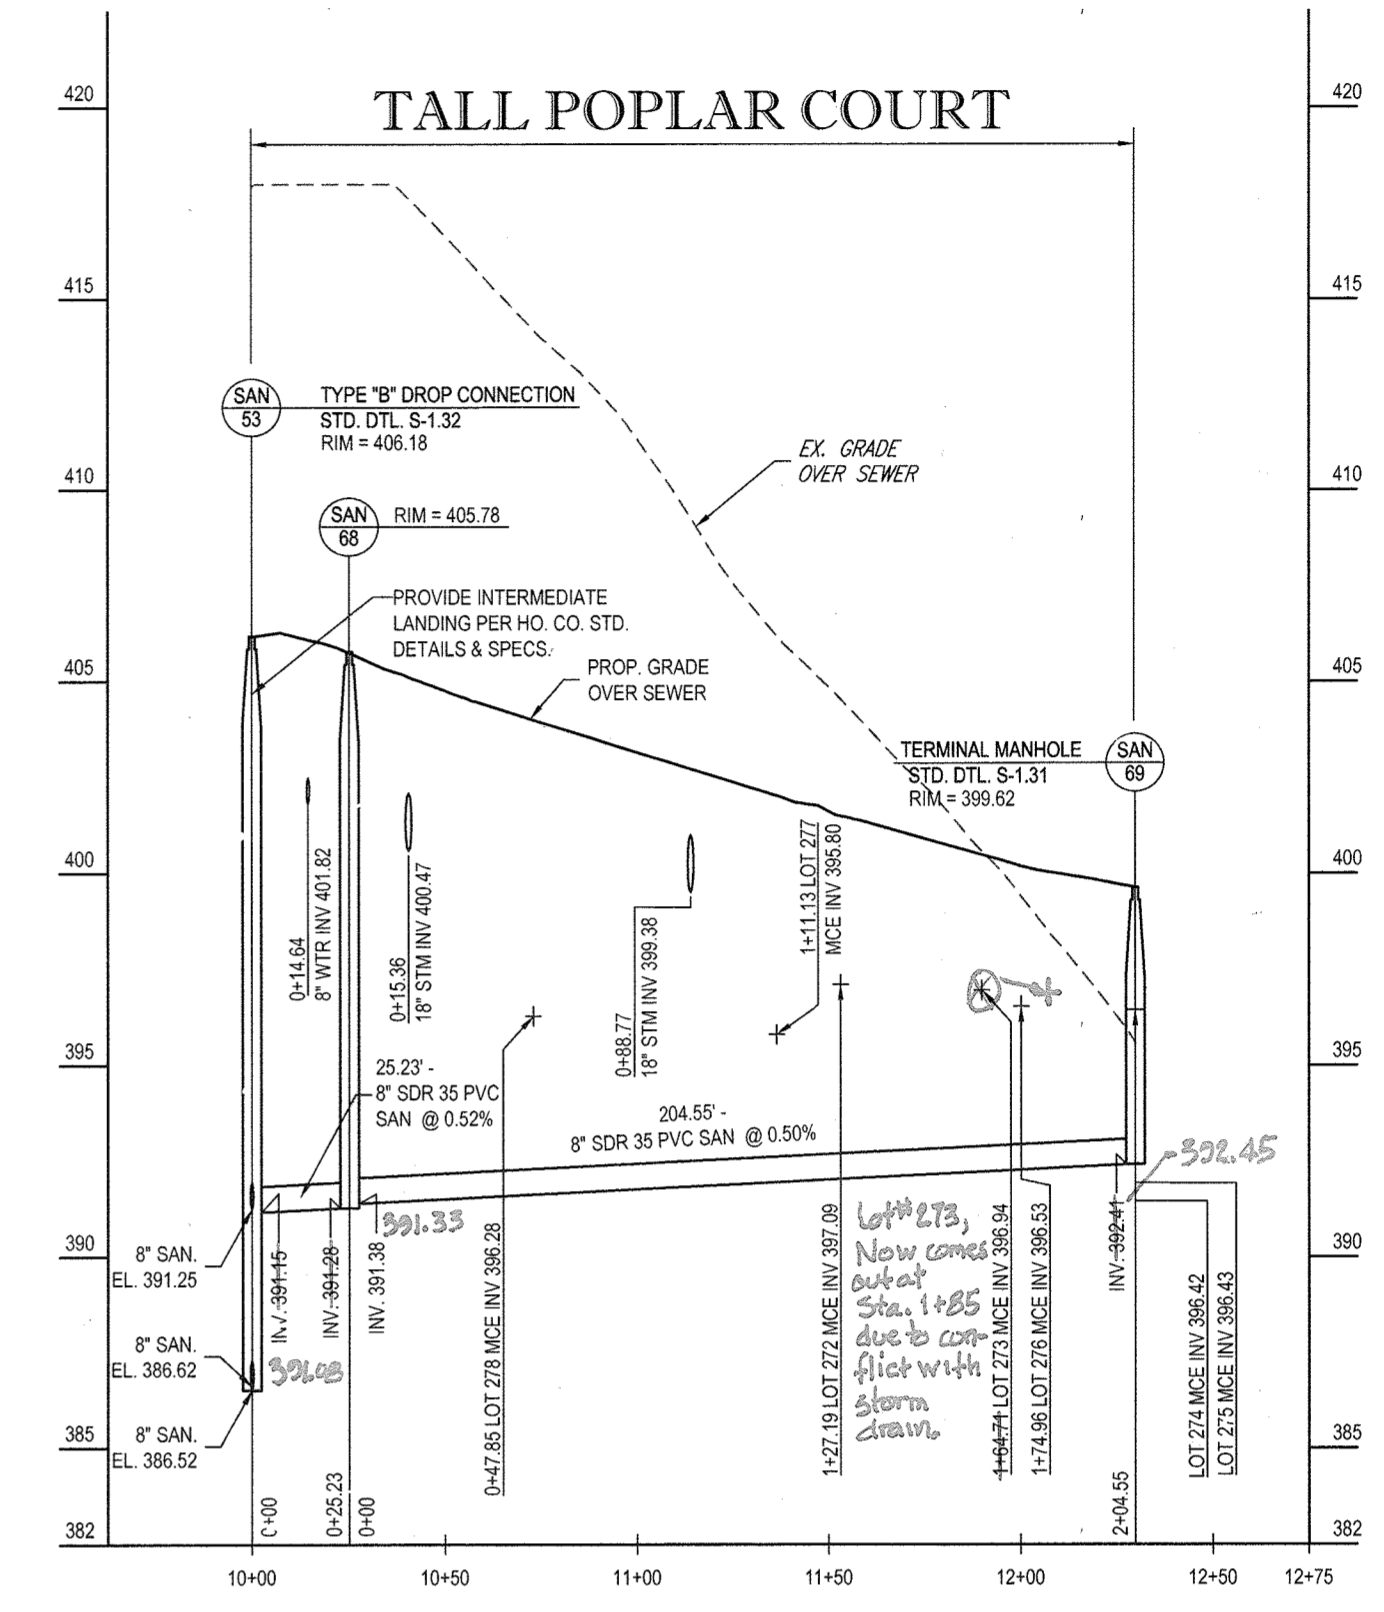 TALL POPLAR COURT
420
420
415
415
410
410
405
405
400
400
395
395
390
390
385
385
382
382
SAN
53
TYPE "B" DROP CONNECTION
STD. DTL. S-1.32
RIM = 406.18
EX. GRADE
OVER SEWER
SAN
68
RIM = 405.78
PROVIDE INTERMEDIATE
LANDING PER HO. CO. STD.
DETAILS & SPECS.
PROP. GRADE
OVER SEWER
TERMINAL MANHOLE
STD. DTL. S-1.31
RIM = 399.62
SAN
69
0+14.64
8" WTR INV 401.82
0+15.36
18" STM INV 400.47
0+88.77
18" STM INV 399.38
1+11.13 LOT 277
MCE INV 395.80
25.23' -
8" SDR 35 PVC
SAN @ 0.52%
204.55' -
8" SDR 35 PVC SAN @ 0.50%
392.45
391.33
8" SAN.
EL. 391.25
INV. 391.15
INV. 391.28
INV. 391.38
8" SAN.
EL. 386.62
391.08
8" SAN.
EL. 386.52
0+47.85 LOT 278 MCE INV 396.28
1+27.19 LOT 272 MCE INV 397.09
Lot# 273,
Now comes
out at
Sta. 1+85
due to con-
flict with
storm
drain.
1+64.71 LOT 273 MCE INV 396.94
1+74.96 LOT 276 MCE INV 396.53
INV. 392.41
LOT 274 MCE INV 396.42
LOT 275 MCE INV 396.43
0+00
0+25.23
0+00
2+04.55
10+00
10+50
11+00
11+50
12+00
12+50
12+75